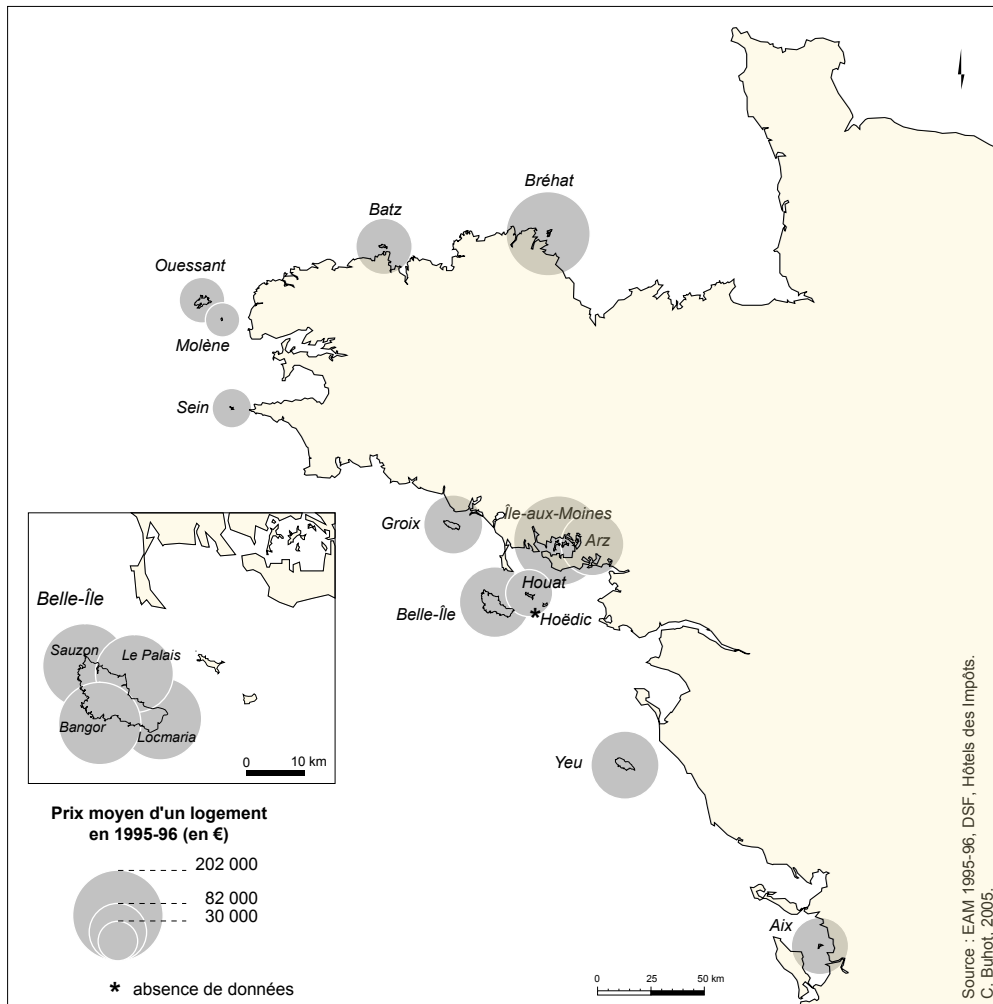 Bréhat
Batz
Ouessant
Molène
Sein
Groix
Île-aux-Moines
Arz
Houat
Belle-Île
*Hoëdic
Belle-Île
Sauzon
Le Palais
Bangor
Locmaria
0 10 km
Yeu
Prix moyen d'un logement
en 1995-96 (en €)
202 000
82 000
30 000
* absence de données
Aix
0 25 50 km
Source : EAM 1995-96, DSF, Hôtels des Impôts.
C. Buhot, 2005.